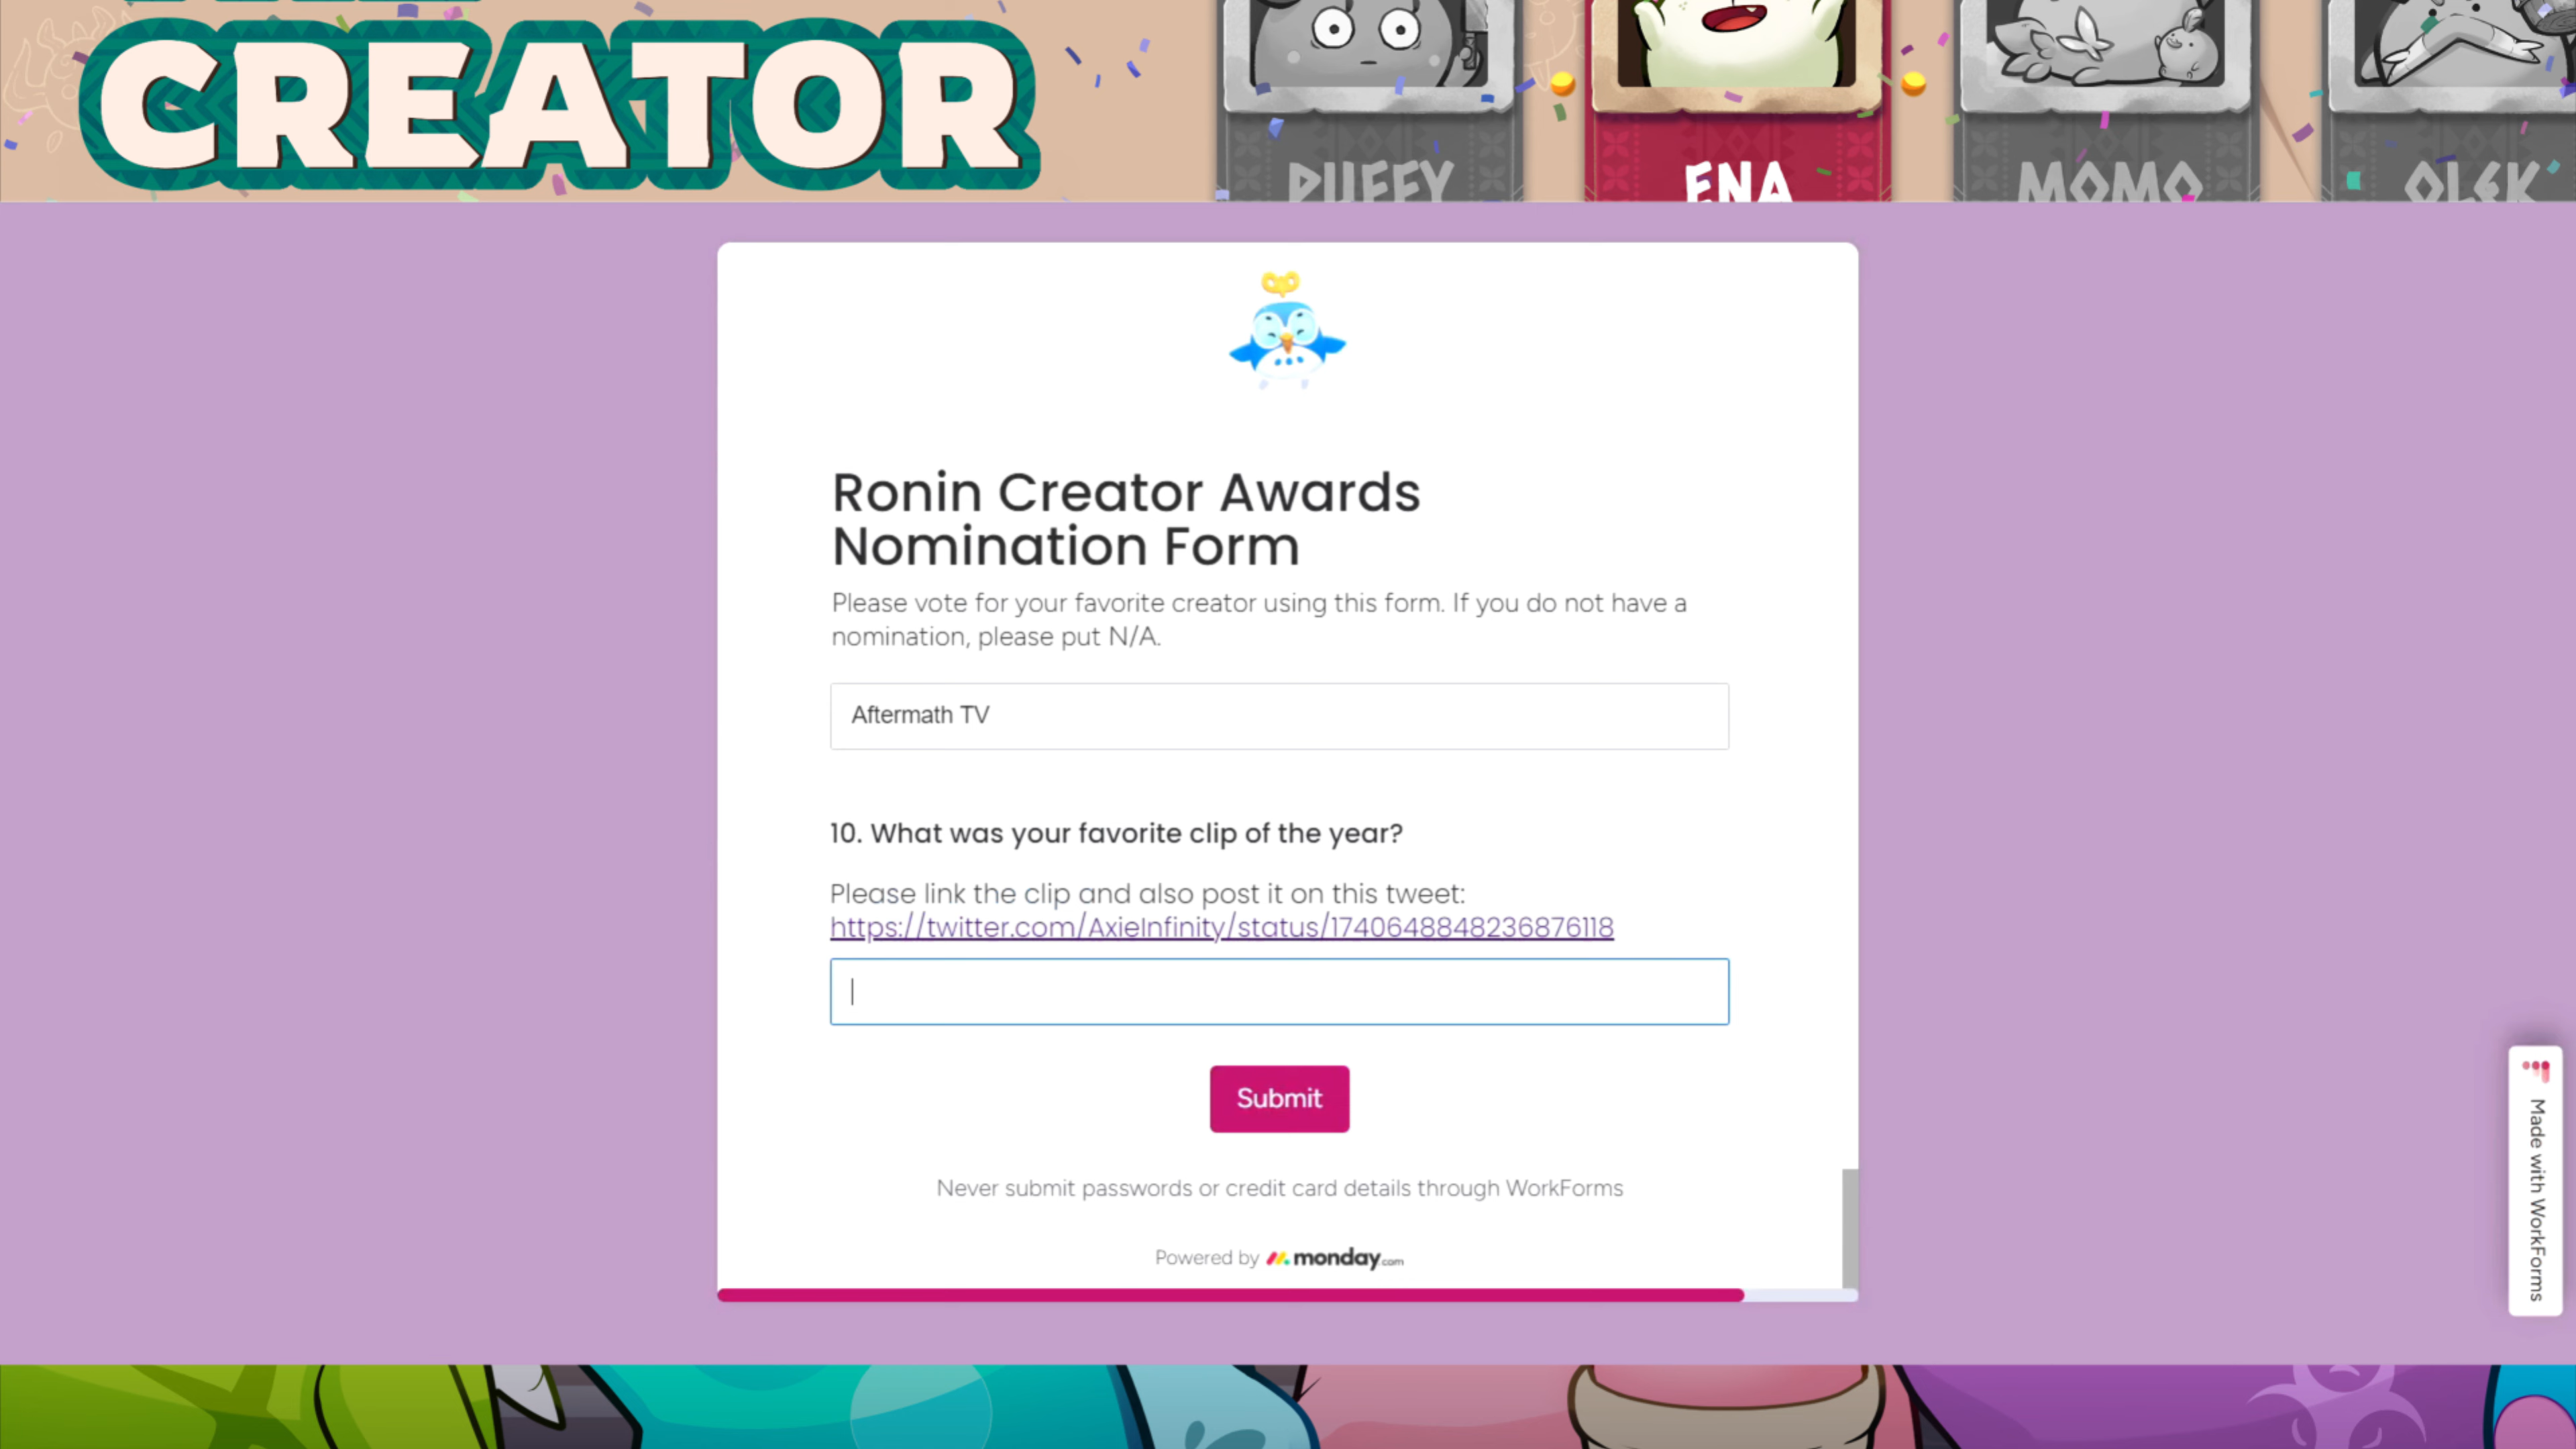 CREATOR
PUFFY
ENA
MOMO
OLEK
Ronin Creator Awards
Nomination Form
Please vote for your favorite creator using this form. If you do not have a
nomination, please put N/A.
Aftermath TV
10. What was your favorite clip of the year?
Please link the clip and also post it on this tweet:
https://twitter.com/AxieInfinity/status/1740648848236876118
Submit
Never submit passwords or credit card details through WorkForms
Powered by monday.com
Made with WorkForms